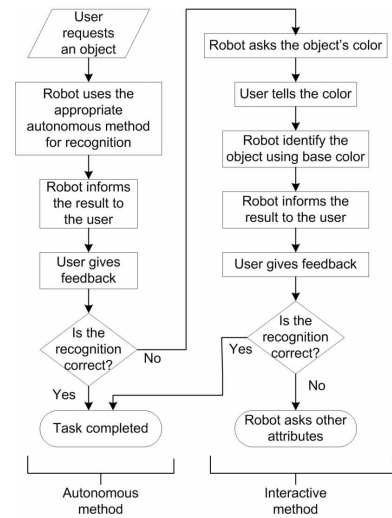 User
requests
an object
Robot uses the
appropriate
autonomous method
for recognition
Robot informs
the result to
the user
User gives
feedback
Is the
recognition
correct?
No
Yes
Task completed
Autonomous
method
Robot asks the object's color
User tells the color
Robot identify the
object using base color
Robot informs the
result to the user
User gives feedback
Is the
recognition
correct?
Yes
No
Robot asks other
attributes
Interactive
method